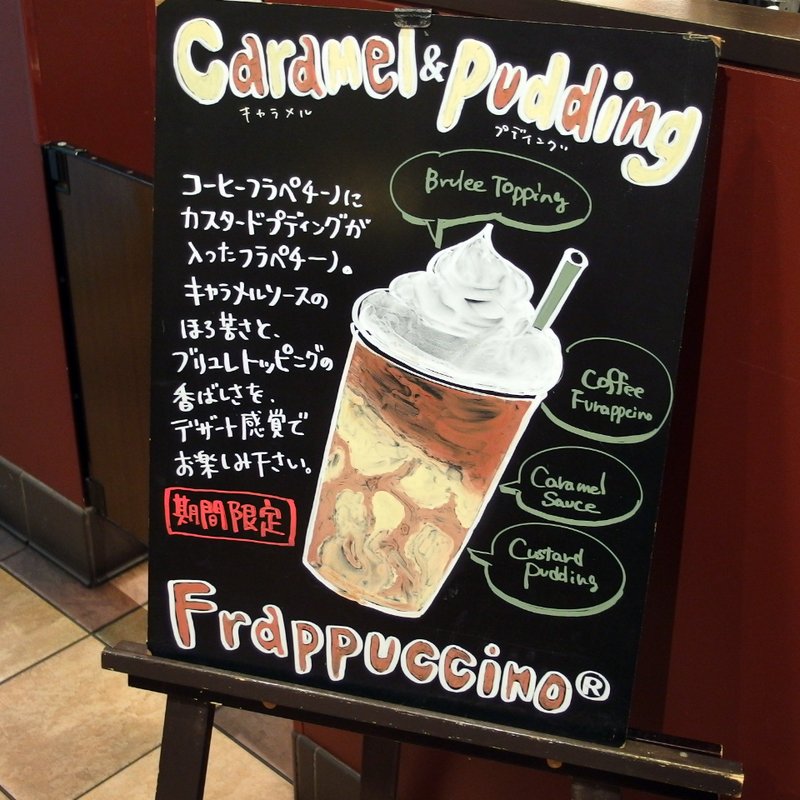 Caramel & Pudding
キャラメル
プディング
Brulee Topping
コーヒーフラペチーノに
カスタードプディングが
入ったフラペチーノ。
キャラメルソースの
ほろ苦さと、
ブリュレトッピングの
香ばしさを、
デザート感覚で
お楽しみ下さい。
期間限定
Coffee
Furappcino
Caramel
Sauce
Custard
pudding
Frappuccino®